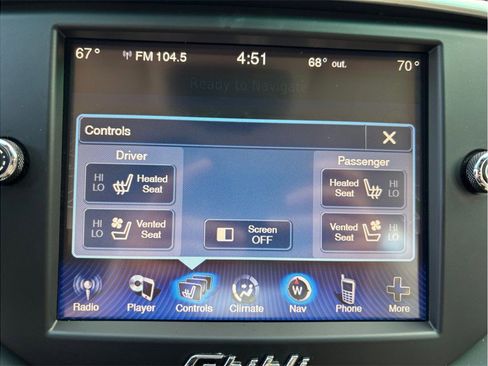 67° FM 104.5 4:51 68° out. 70°
Ready to Navigate
Controls X
Driver
Passenger
HI
LO
Heated
Seat
Heated
Seat
HI
LO
HI
LO
Vented
Seat
Screen
OFF
Vented
Seat
HI
LO
Radio Player Controls Climate Nav Phone More
W
Ghibli